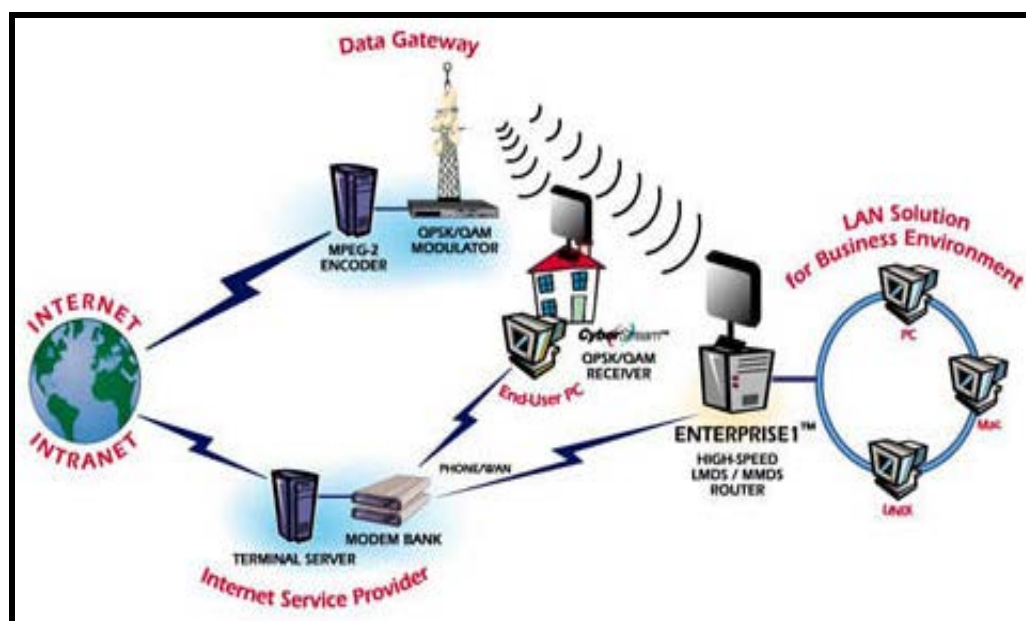 Data Gateway
MPEG-2
ENCODER
QPSK/QAM
MODULATOR
LAN Solution
for Business Environment
INTERNET
INTRANET
CyberStream™
QPSK/QAM
RECEIVER
End-User PC
PC
Mac
UNIX
ENTERPRISE1™
HIGH-SPEED
LMDS / MMDS
ROUTER
PHONE/WAN
MODEM BANK
TERMINAL SERVER
Internet Service Provider